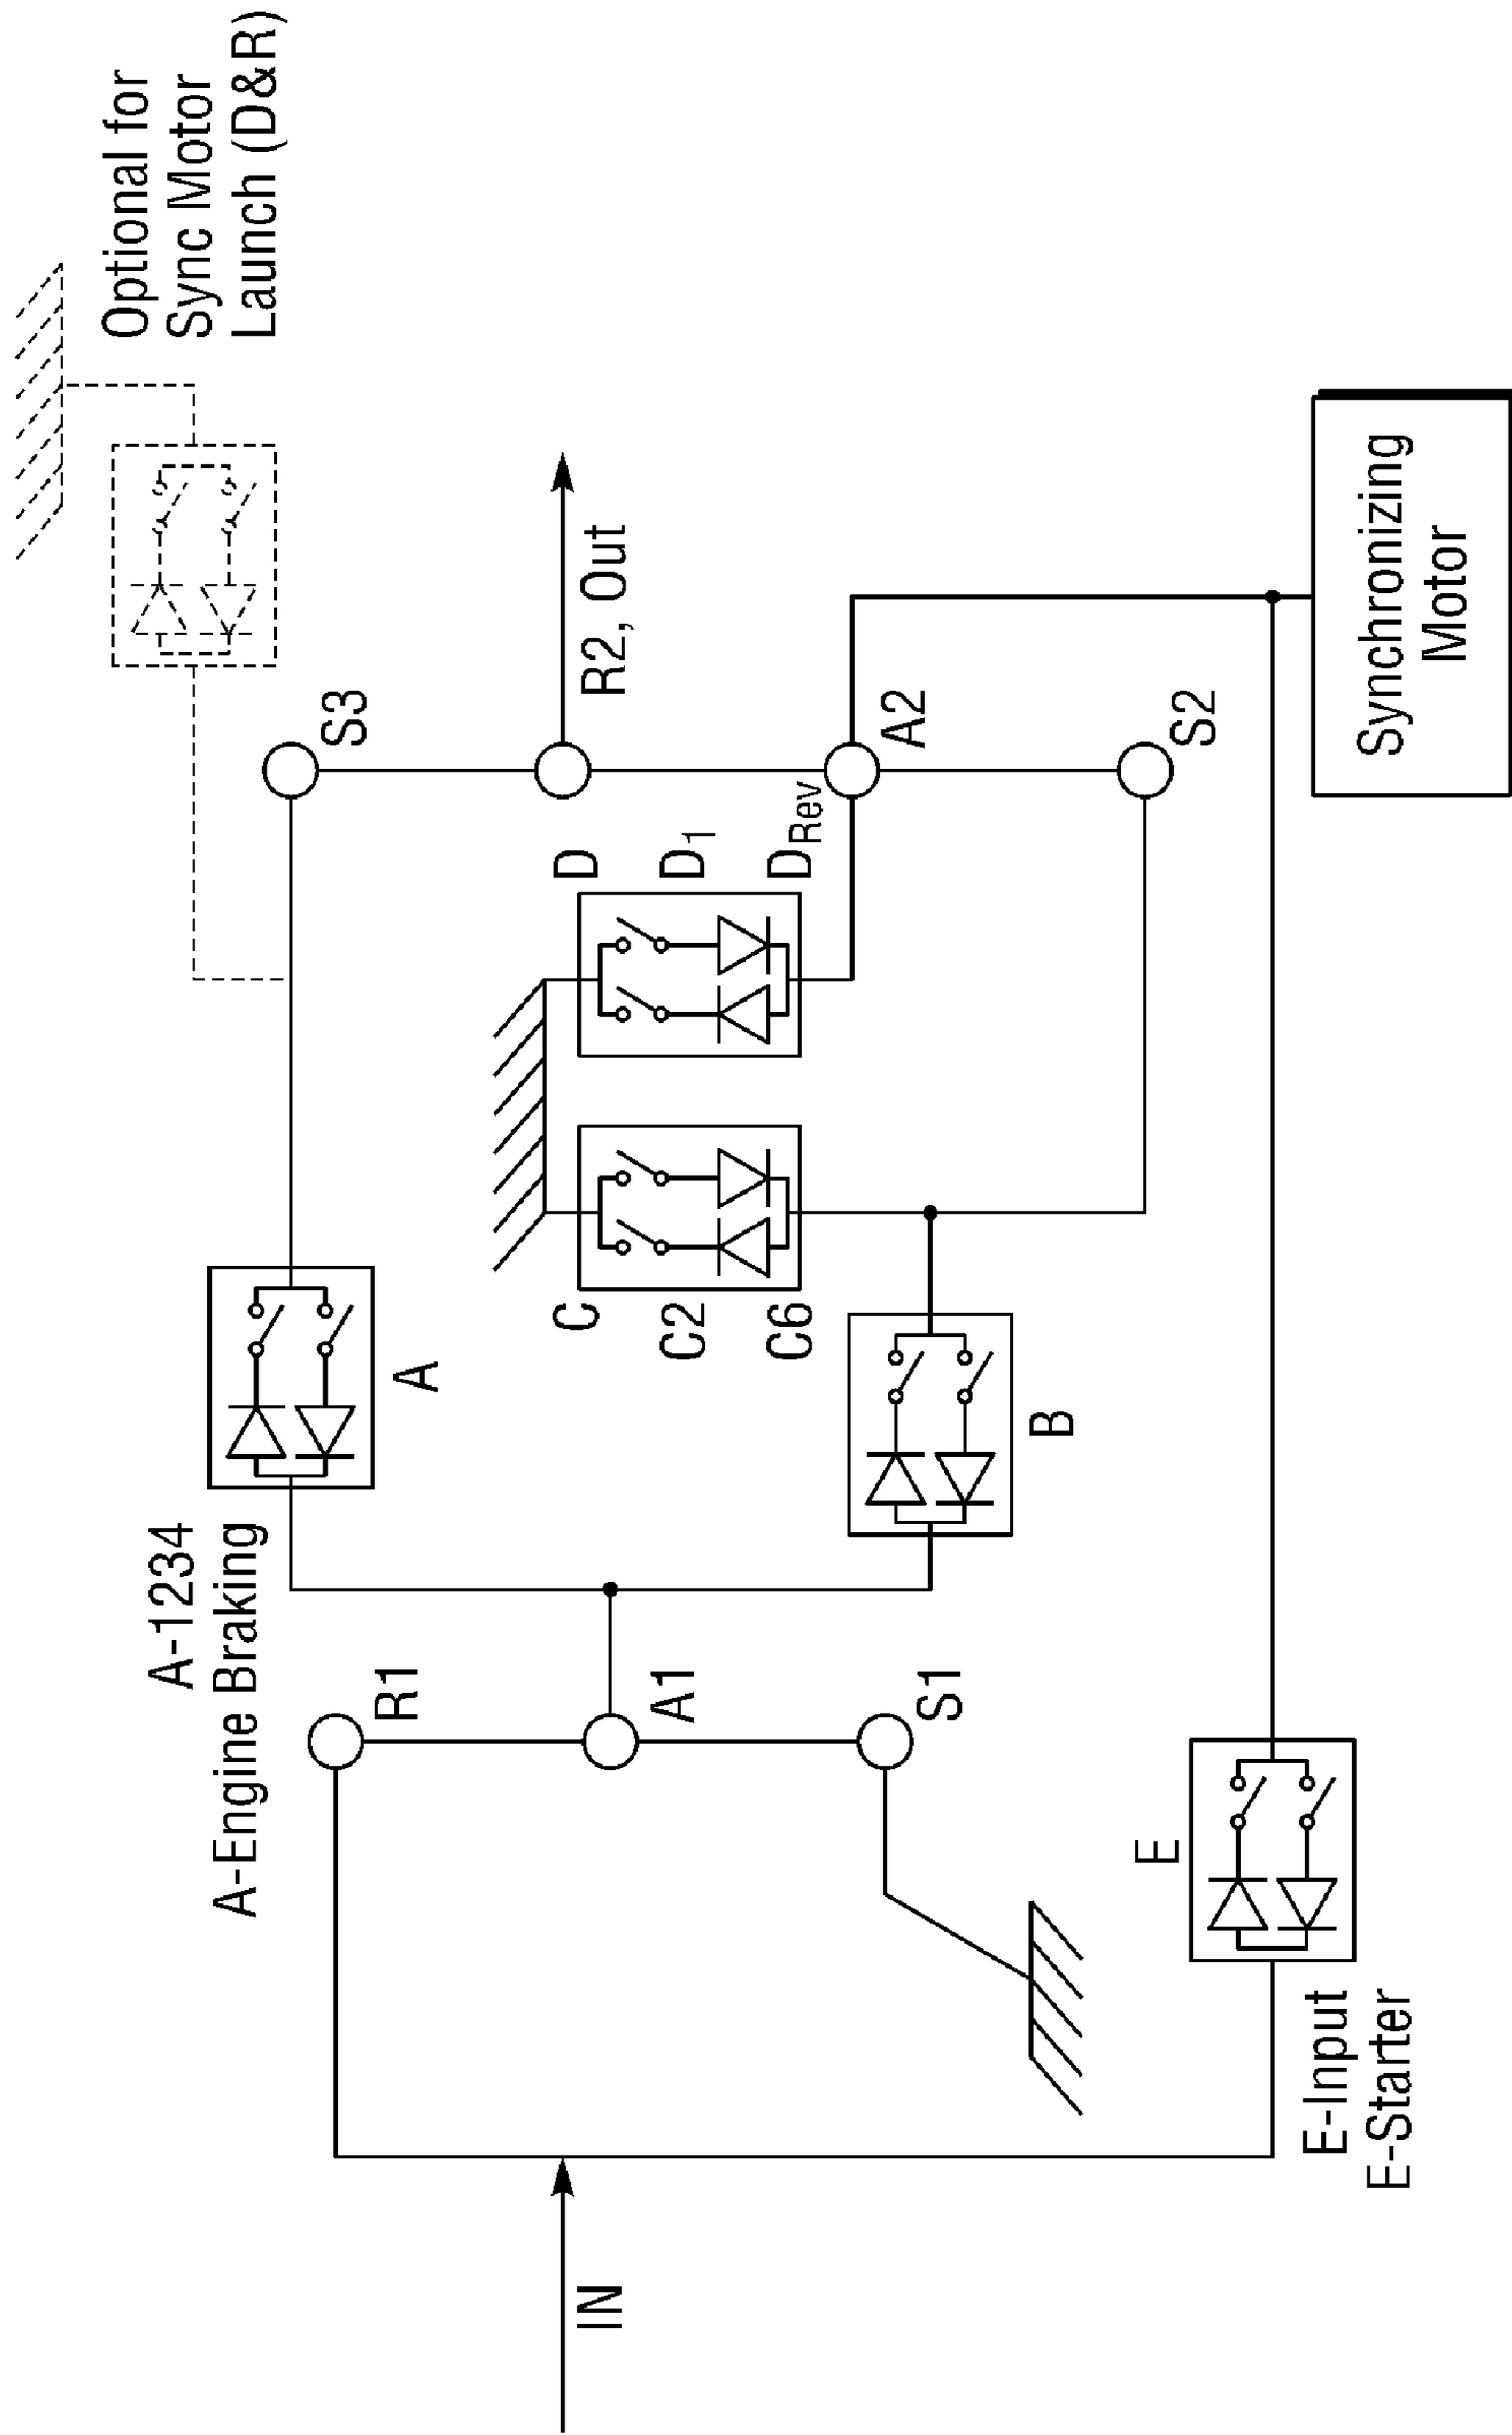 Optional for
Sync Motor
Launch (D&R)
A-1234
A-Engine Braking
A
S3
R1
A1
S1
C
C2
C6
D
D1
DRev
R2, Out
A2
S2
B
IN
E
E-Input
E-Starter
Synchronizing
Motor